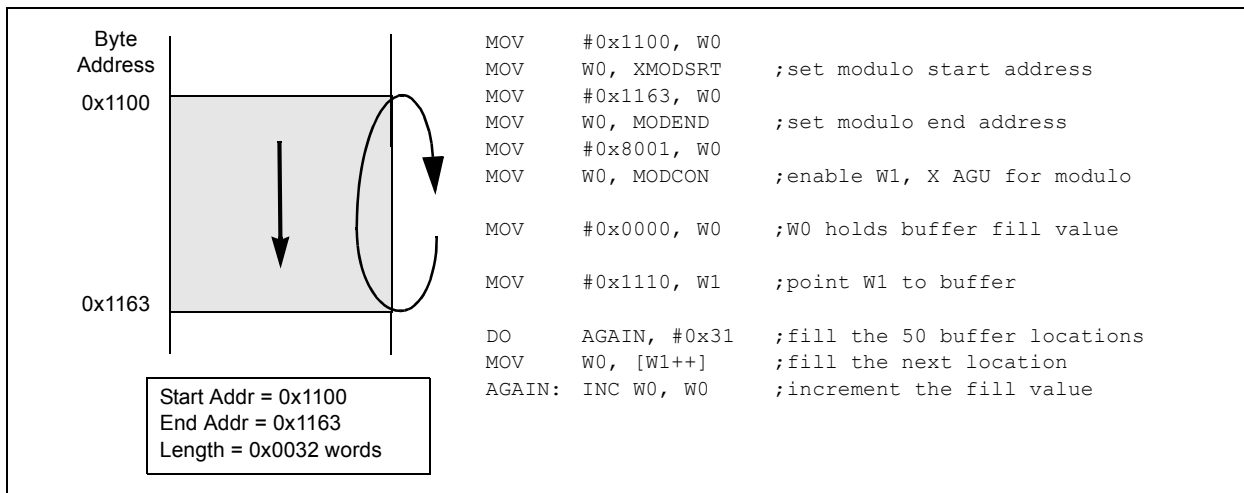 Byte
Address
0x1100
0x1163
Start Addr = 0x1100
End Addr = 0x1163
Length = 0x0032 words
MOV #0x1100, W0
MOV W0, XMODSRT ;set modulo start address
MOV #0x1163, W0
MOV W0, MODEND ;set modulo end address
MOV #0x8001, W0
MOV W0, MODCON ;enable W1, X AGU for modulo
MOV #0x0000, W0 ;W0 holds buffer fill value
MOV #0x1110, W1 ;point W1 to buffer
DO AGAIN, #0x31 ;fill the 50 buffer locations
MOV W0, [W1++] ;fill the next location
AGAIN: INC W0, W0 ;increment the fill value